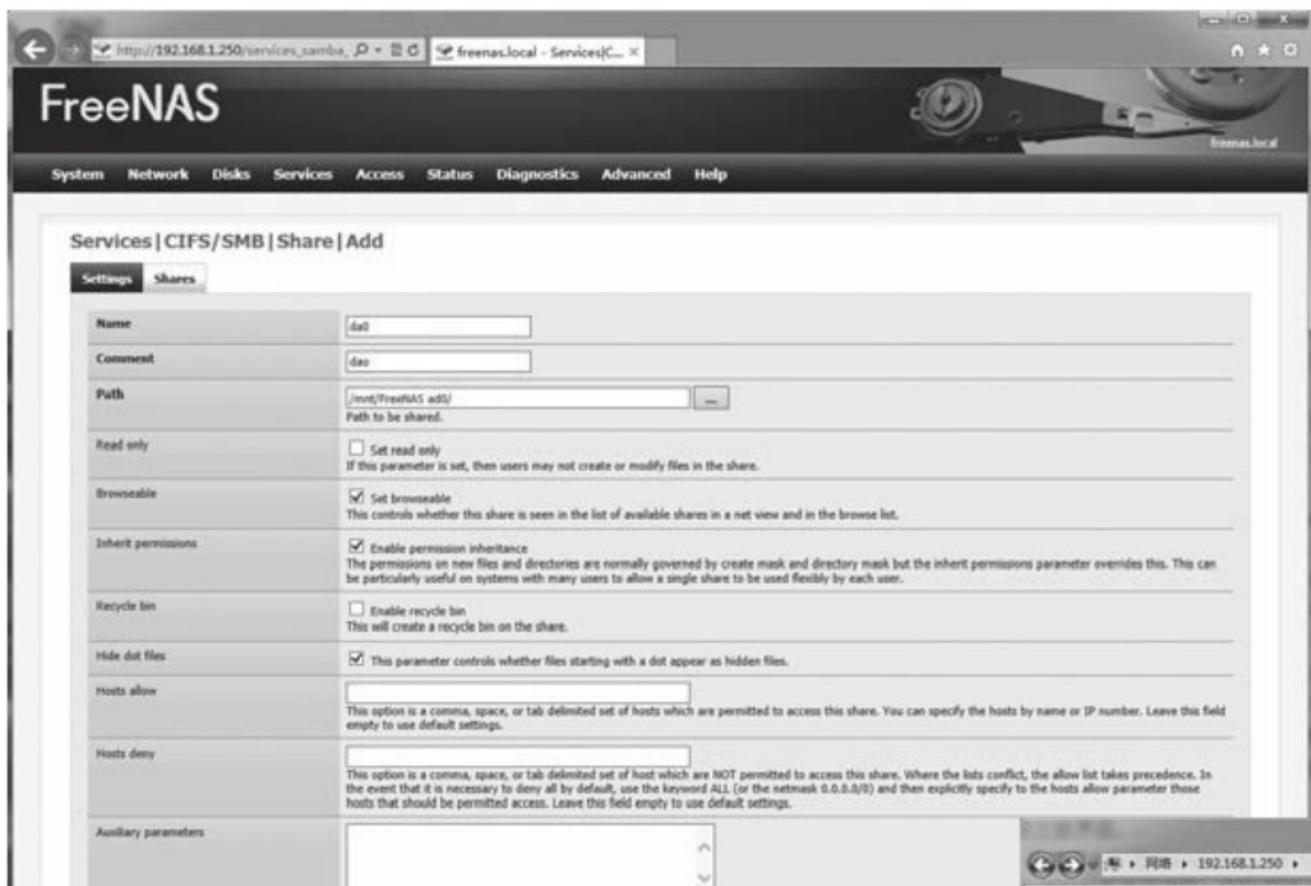 http://192.168.1.250/services_samba_
freenas.local - Services|C...
FreeNAS
freenas.local
System Network Disks Services Access Status Diagnostics Advanced Help
Services|CIFS/SMB|Share|Add
Settings Shares
Name da0
Comment dao
Path /mnt/FreeNAS ad0/ ...
Path to be shared.
Read only Set read only
If this parameter is set, then users may not create or modify files in the share.
Browseable Set browseable
This controls whether this share is seen in the list of available shares in a net view and in the browse list.
Inherit permissions Enable permission inheritance
The permissions on new files and directories are normally governed by create mask and directory mask but the inherit permissions parameter overrides this. This can
be particularly useful on systems with many users to allow a single share to be used flexibly by each user.
Recycle bin Enable recycle bin
This will create a recycle bin on the share.
Hide dot files This parameter controls whether files starting with a dot appear as hidden files.
Hosts allow
This option is a comma, space, or tab delimited set of hosts which are permitted to access this share. You can specify the hosts by name or IP number. Leave this field
empty to use default settings.
Hosts deny
This option is a comma, space, or tab delimited set of host which are NOT permitted to access this share. Where the lists conflict, the allow list takes precedence. In
the event that it is necessary to deny all by default, use the keyword ALL (or the netmask 0.0.0.0/0) and then explicitly specify to the hosts allow parameter those
hosts that should be permitted access. Leave this field empty to use default settings.
Auxiliary parameters
网络 192.168.1.250